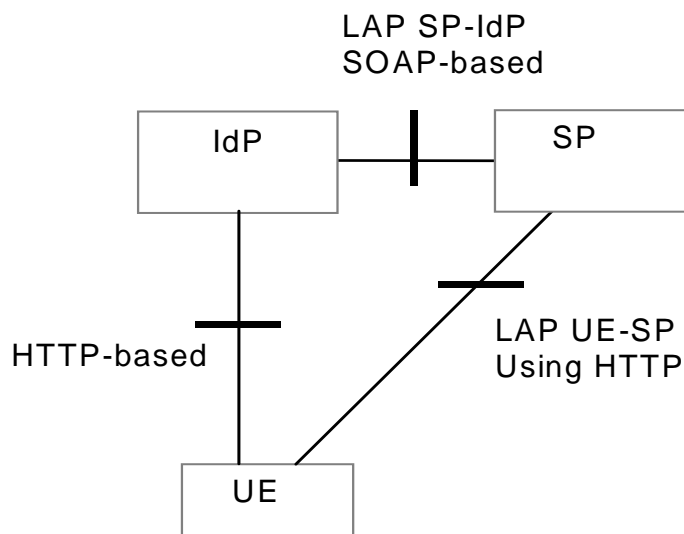 LAP SP-IdP
SOAP-based
IdP
SP
HTTP-based
LAP UE-SP
Using HTTP
UE